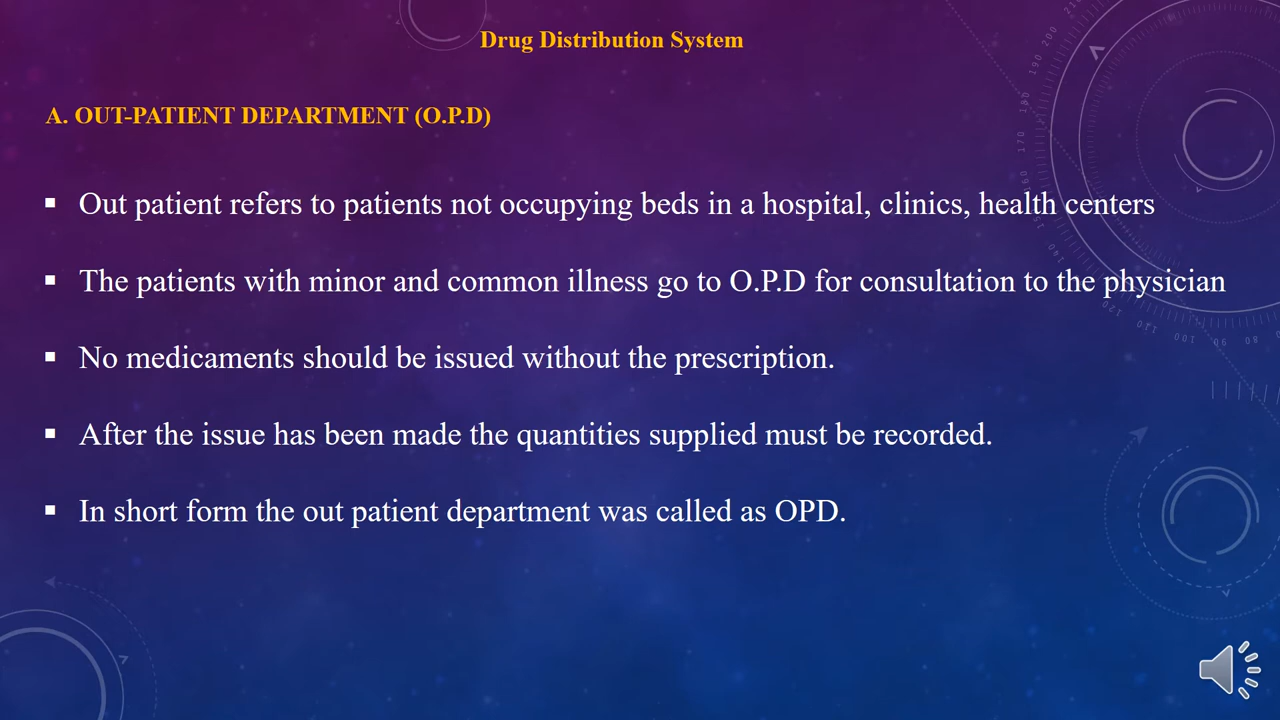 Drug Distribution System
A. OUT-PATIENT DEPARTMENT (O.P.D)
▪ Out patient refers to patients not occupying beds in a hospital, clinics, health centers
▪ The patients with minor and common illness go to O.P.D for consultation to the physician
▪ No medicaments should be issued without the prescription.
▪ After the issue has been made the quantities supplied must be recorded.
▪ In short form the out patient department was called as OPD.